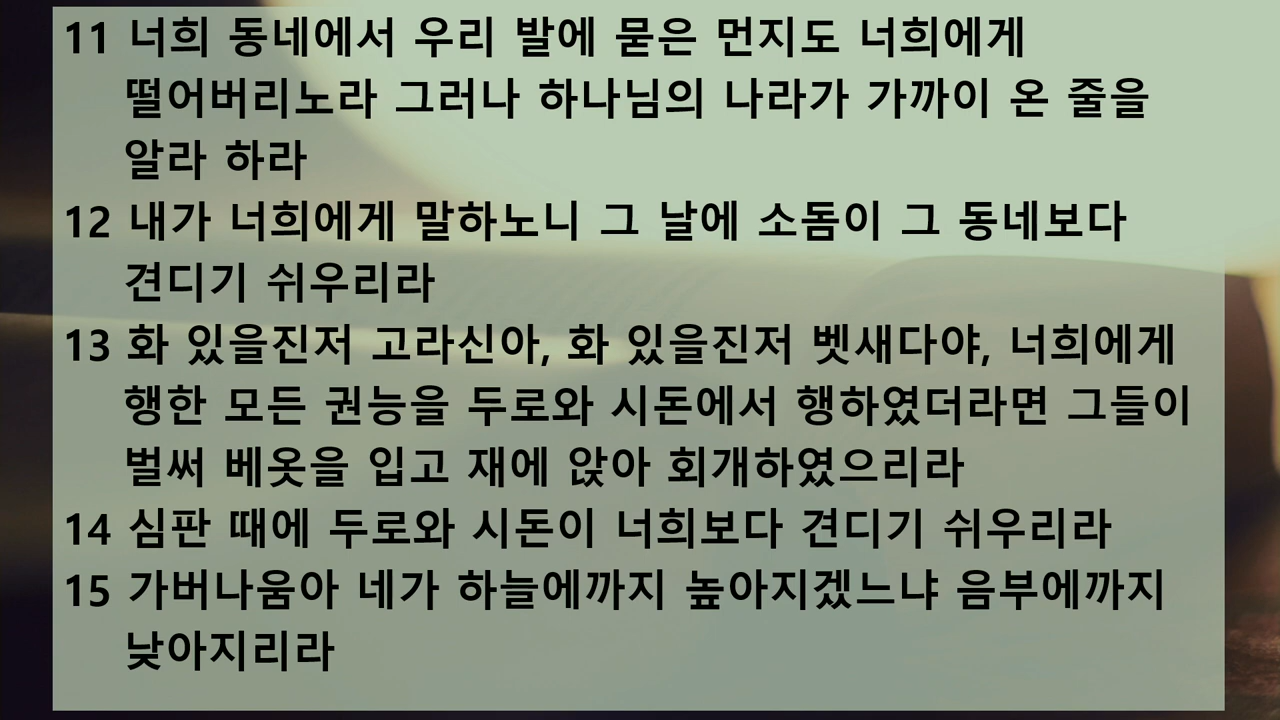 11 너희 동네에서 우리 발에 묻은 먼지도 너희에게
떨어버리노라 그러나 하나님의 나라가 가까이 온 줄을
알라 하라
12 내가 너희에게 말하노니 그 날에 소돔이 그 동네보다
견디기 쉬우리라
13 화 있을진저 고라신아, 화 있을진저 벳새다야, 너희에게
행한 모든 권능을 두로와 시돈에서 행하였더라면 그들이
벌써 베옷을 입고 재에 앉아 회개하였으리라
14 심판 때에 두로와 시돈이 너희보다 견디기 쉬우리라
15 가버나움아 네가 하늘에까지 높아지겠느냐 음부에까지
낮아지리라